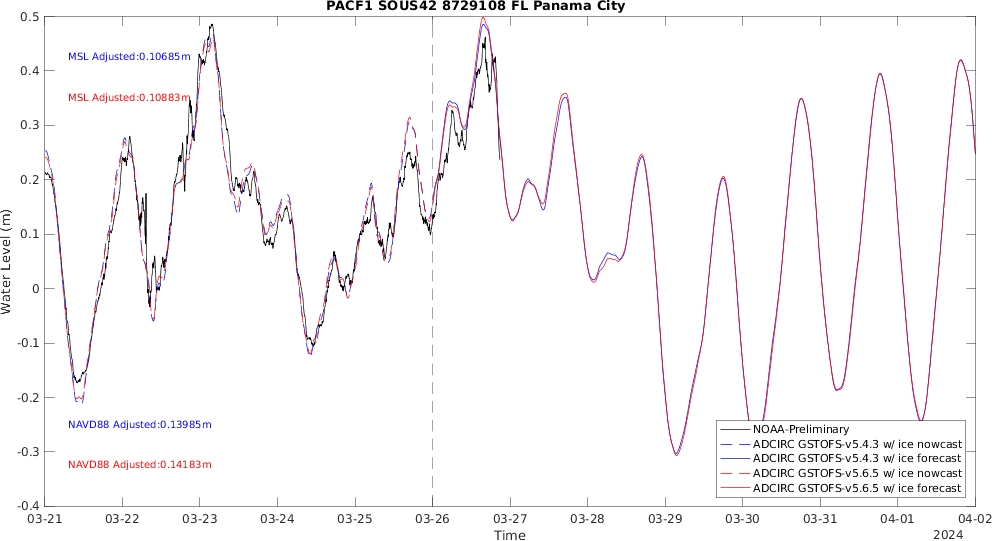 PACF1 SOUS42 8729108 FL Panama City
0.5
0.4
0.3
0.2
0.1
0
-0.1
-0.2
-0.3
-0.4
Water Level (m)
MSL Adjusted:0.10685m
MSL Adjusted:0.10883m
NAVD88 Adjusted:0.13985m
NAVD88 Adjusted:0.14183m
NOAA-Preliminary
ADCIRC GSTOFS-v5.4.3 w/ ice nowcast
ADCIRC GSTOFS-v5.4.3 w/ ice forecast
ADCIRC GSTOFS-v5.6.5 w/ ice nowcast
ADCIRC GSTOFS-v5.6.5 w/ ice forecast
03-21 03-22 03-23 03-24 03-25 03-26 03-27 03-28 03-29 03-30 03-31 04-01 04-02
Time
2024